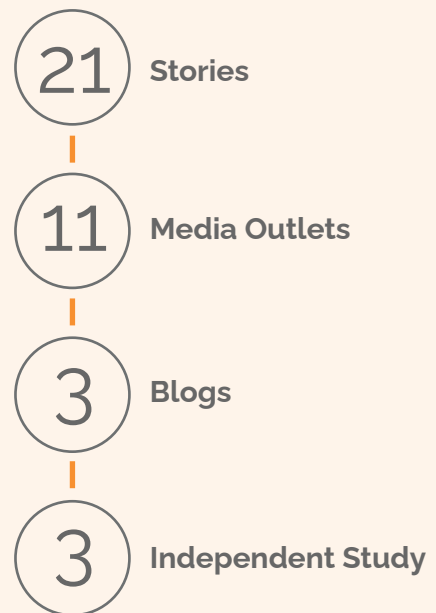 21 Stories
11 Media Outlets
3 Blogs
3 Independent Study